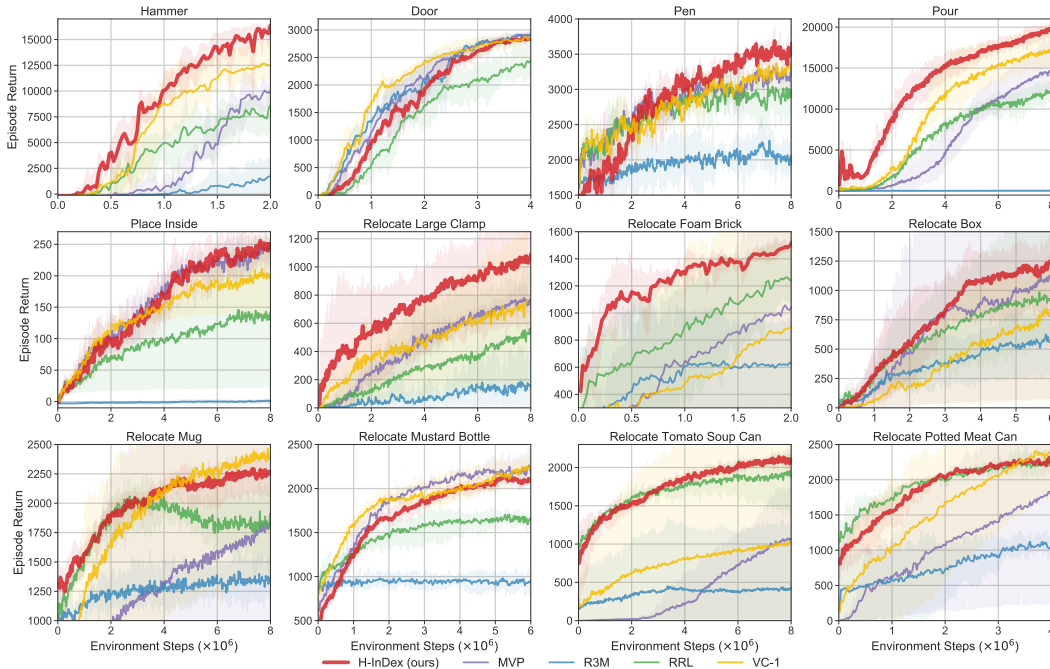 Hammer
Episode Return
15000
12500
10000
7500
5000
2500
0
0.0 0.5 1.0 1.5 2.0
Door
3000
2500
2000
1500
1000
500
0
0 2 4 6 8
Pen
4000
3500
3000
2500
2000
1500
0 2 4 6 8
Pour
20000
15000
10000
5000
0
0 2 4 6 8
Place Inside
Episode Return
250
200
150
100
50
0
0 2 4 6 8
Relocate Large Clamp
1200
1000
800
600
400
200
0
0 2 4 6 8
Relocate Foam Brick
1600
1400
1200
1000
800
600
400
0.0 0.5 1.0 1.5 2.0
Relocate Box
1500
1250
1000
750
500
250
0
0 1 2 3 4 5 6
Relocate Mug
Episode Return
2500
2250
2000
1750
1500
1250
1000
0 2 4 6 8
Environment Steps (×10⁶)
Relocate Mustard Bottle
2500
2000
1500
1000
500
0 1 2 3 4 5 6
Environment Steps (×10⁶)
Relocate Tomato Soup Can
2000
1500
1000
500
0
0 2 4 6 8
Environment Steps (×10⁶)
Relocate Potted Meat Can
2500
2000
1500
1000
500
0
0 1 2 3 4
Environment Steps (×10⁶)
H-InDex (ours) MVP R3M RRL VC-1